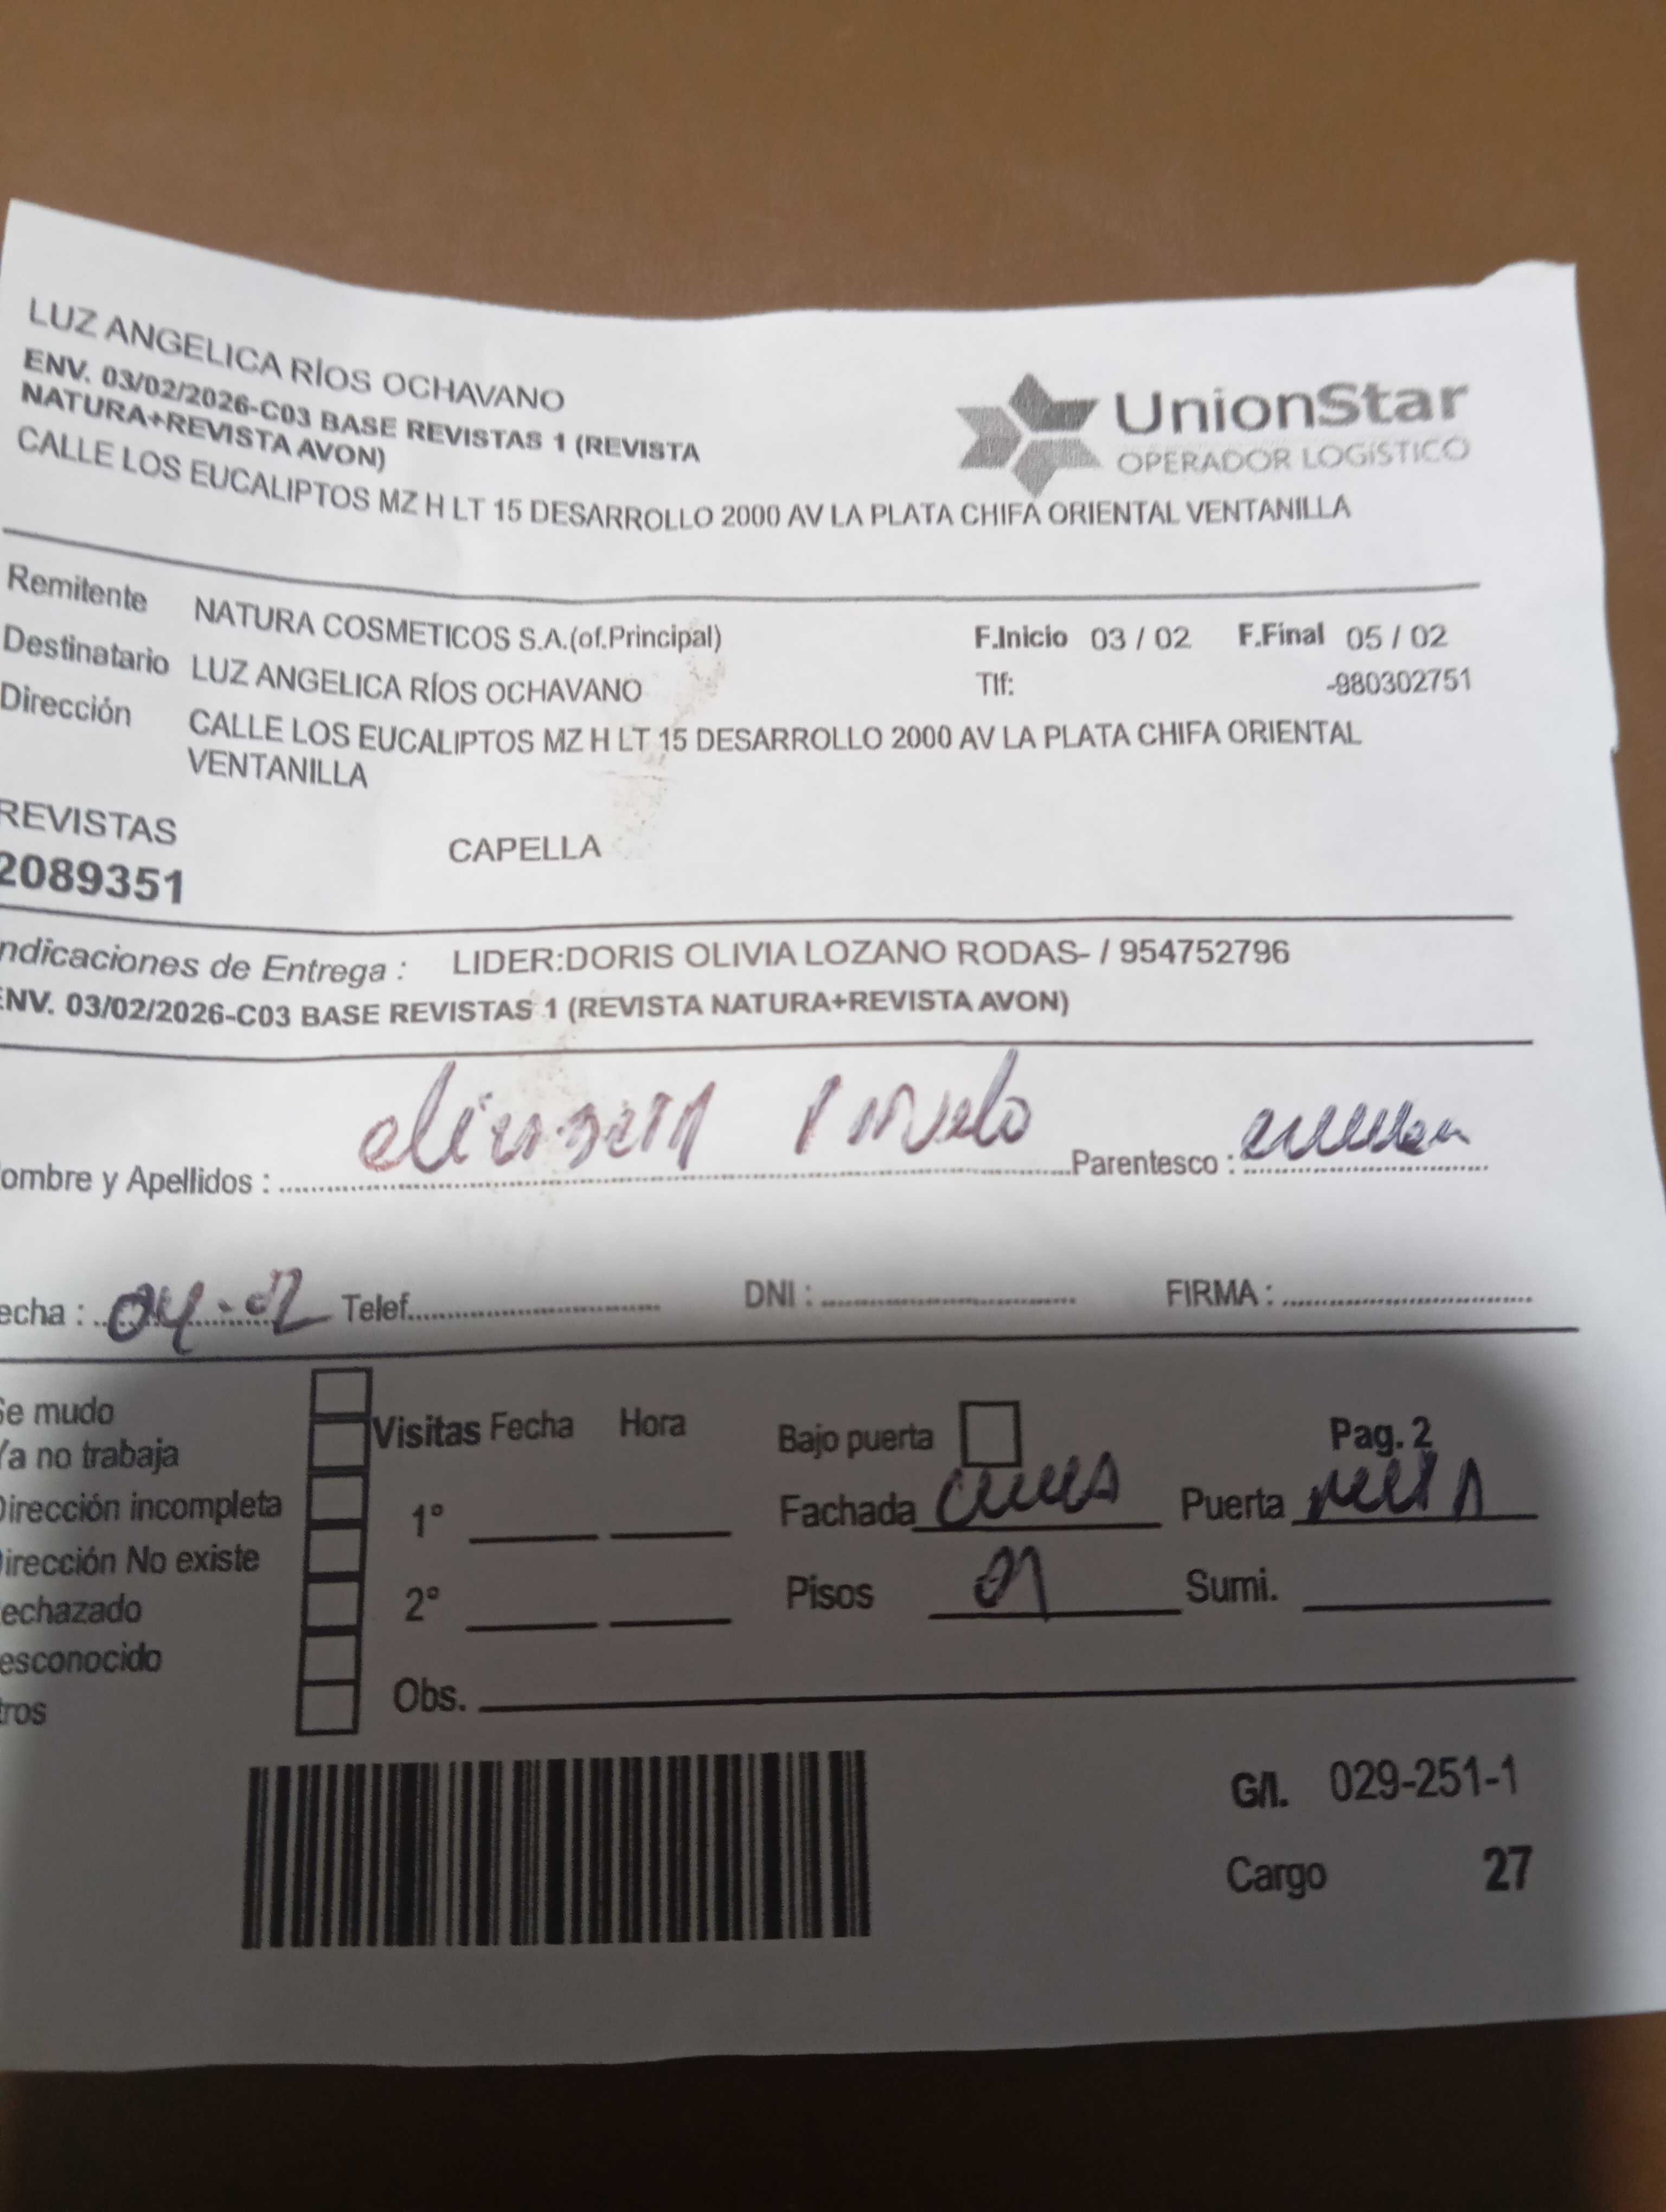 LUZ ANGELICA RÍOS OCHAVANO
ENV. 03/02/2026-C03 BASE REVISTAS 1 (REVISTA
NATURA+REVISTA AVON)
CALLE LOS EUCALIPTOS MZ H LT 15 DESARROLLO 2000 AV LA PLATA CHIFA ORIENTAL VENTANILLA
UnionStar
OPERADOR LOGÍSTICO
Remitente NATURA COSMETICOS S.A.(of.Principal) F.Inicio 03 / 02 F.Final 05 / 02
Destinatario LUZ ANGELICA RÍOS OCHAVANO Tlf: -980302751
Dirección CALLE LOS EUCALIPTOS MZ H LT 15 DESARROLLO 2000 AV LA PLATA CHIFA ORIENTAL
VENTANILLA
REVISTAS CAPELLA
2089351
ndicaciones de Entrega : LIDER:DORIS OLIVIA LOZANO RODAS- / 954752796
ENV. 03/02/2026-C03 BASE REVISTAS 1 (REVISTA NATURA+REVISTA AVON)
ombre y Apellidos : Parentesco :
echa : 04-02 Telef. DNI : FIRMA :
Se mudo
Ya no trabaja
Dirección incompleta
irección No existe
echazado
esconocido
tros
Visitas Fecha Hora
1°
2°
Obs.
Bajo puerta Pag. 2
Fachada Puerta
Pisos 01 Sumi.
G/l. 029-251-1
Cargo 27